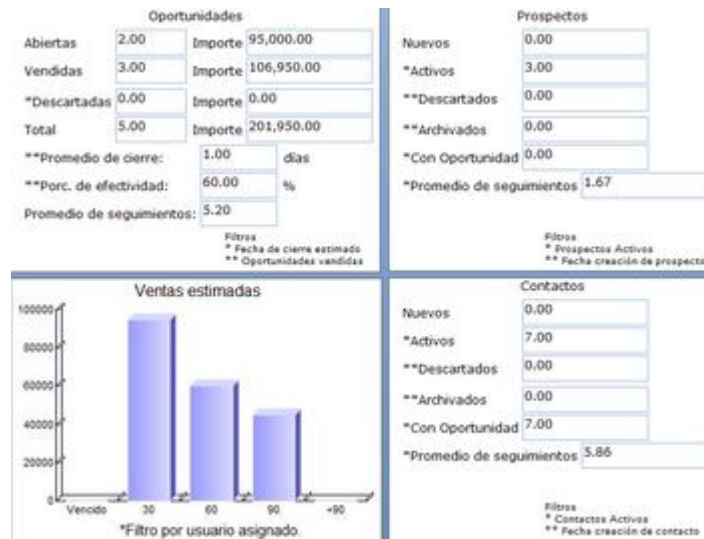 Oportunidades
Abiertas 2.00 Importe 95,000.00
Vendidas 3.00 Importe 106,950.00
*Descartadas 0.00 Importe 0.00
Total 5.00 Importe 201,950.00
**Promedio de cierre: 1.00 días
**Porc. de efectividad: 60.00 %
Promedio de seguimientos: 5.20
Filtros
* Fecha de cierre estimado
** Oportunidades vendidas
Prospectos
Nuevos 0.00
*Activos 3.00
**Descartados 0.00
**Archivados 0.00
*Con Oportunidad 0.00
*Promedio de seguimientos 1.67
Filtros
* Prospectos Activos
** Fecha creación de prospecto
Ventas estimadas
100000
80000
60000
40000
20000
0
Vencido 30 60 90 +90
*Filtro por usuario asignado.
Contactos
Nuevos 0.00
*Activos 7.00
**Descartados 0.00
**Archivados 0.00
*Con Oportunidad 7.00
*Promedio de seguimientos 5.86
Filtros
* Contactos Activos
** Fecha creación de contacto